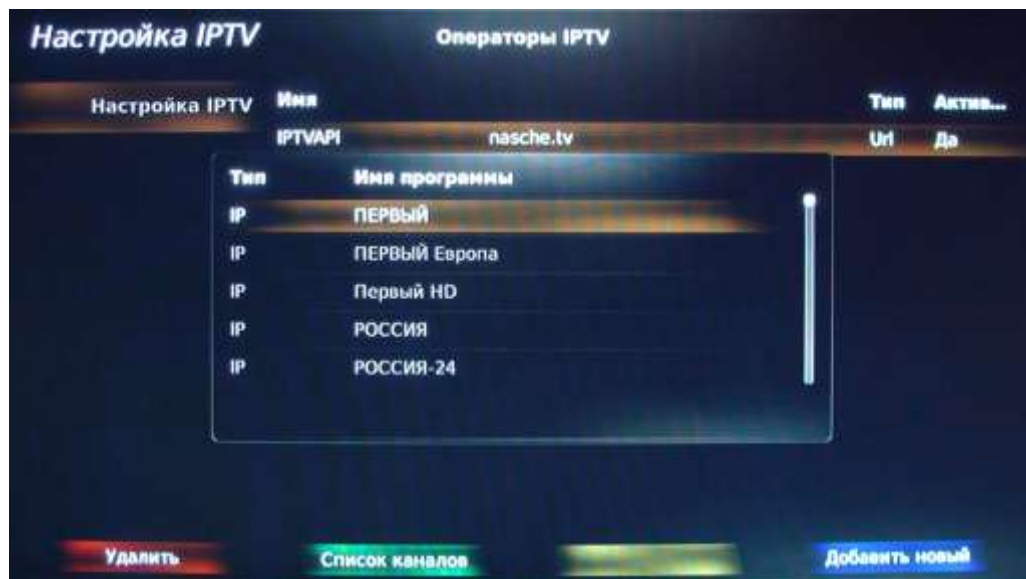 Настройка IPTV
Операторы IPTV
Настройка IPTV
Имя Тип Актив...
IPTVAPI nasche.tv Url Да
Тип Имя программы
IP ПЕРВЫЙ
IP ПЕРВЫЙ Европа
IP Первый HD
IP РОССИЯ
IP РОССИЯ-24
Удалить Список каналов Добавить новый